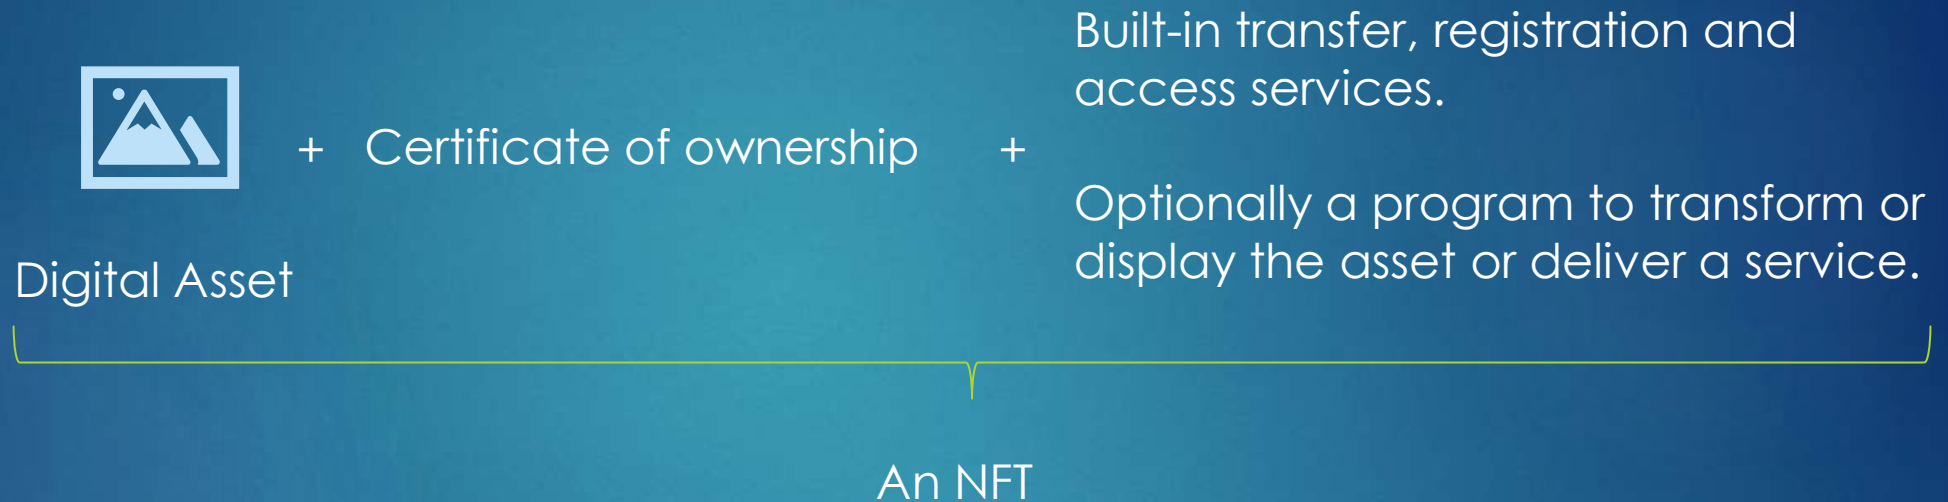 Built-in transfer, registration and
access services.
+ Certificate of ownership +
Optionally a program to transform or
display the asset or deliver a service.
Digital Asset
An NFT